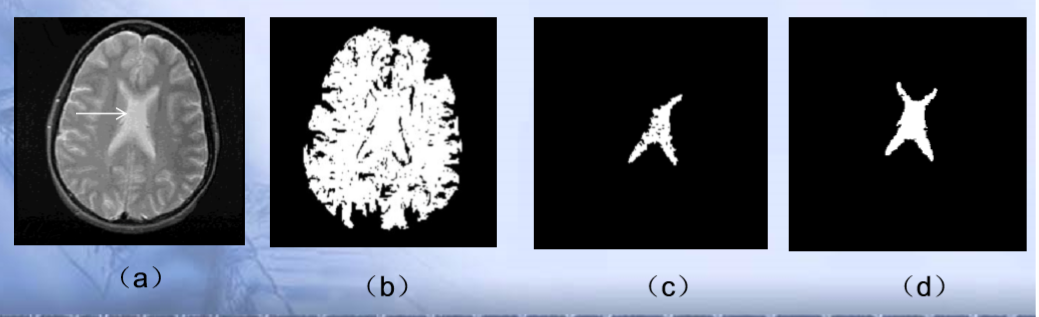 （a）
（b）
（c）
（d）